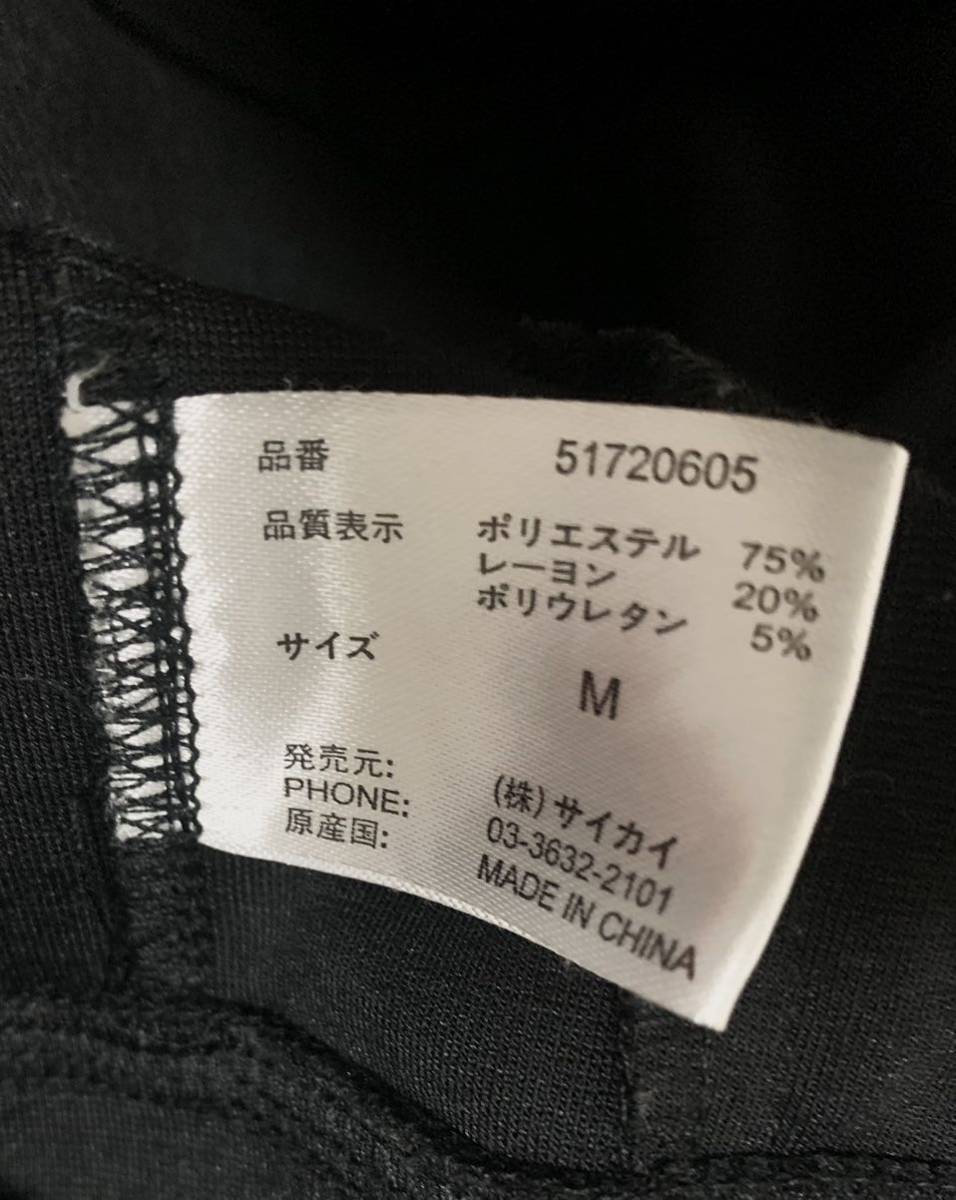 品番 51720605
品質表示 ポリエステル 75%
レーヨン 20%
ポリウレタン 5%
サイズ M
発売元: (株)サイカイ
PHONE: 03-3632-2101
原産国: MADE IN CHINA